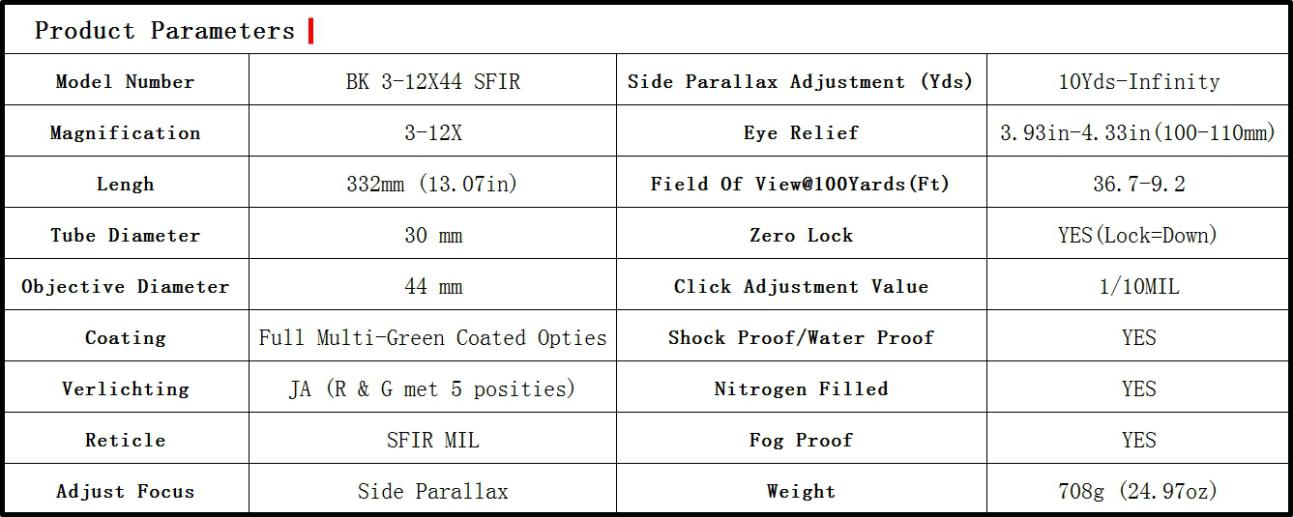 Product Parameters
Model Number BK 3-12X44 SFIR Side Parallax Adjustment (Yds) 10Yds-Infinity
Magnification 3-12X Eye Relief 3.93in-4.33in(100-110mm)
Lengh 332mm (13.07in) Field Of View@100Yards(Ft) 36.7-9.2
Tube Diameter 30 mm Zero Lock YES(Lock=Down)
Objective Diameter 44 mm Click Adjustment Value 1/10MIL
Coating Full Multi-Green Coated Opties Shock Proof/Water Proof YES
Verlichting JA (R & G met 5 posities) Nitrogen Filled YES
Reticle SFIR MIL Fog Proof YES
Adjust Focus Side Parallax Weight 708g (24.97oz)